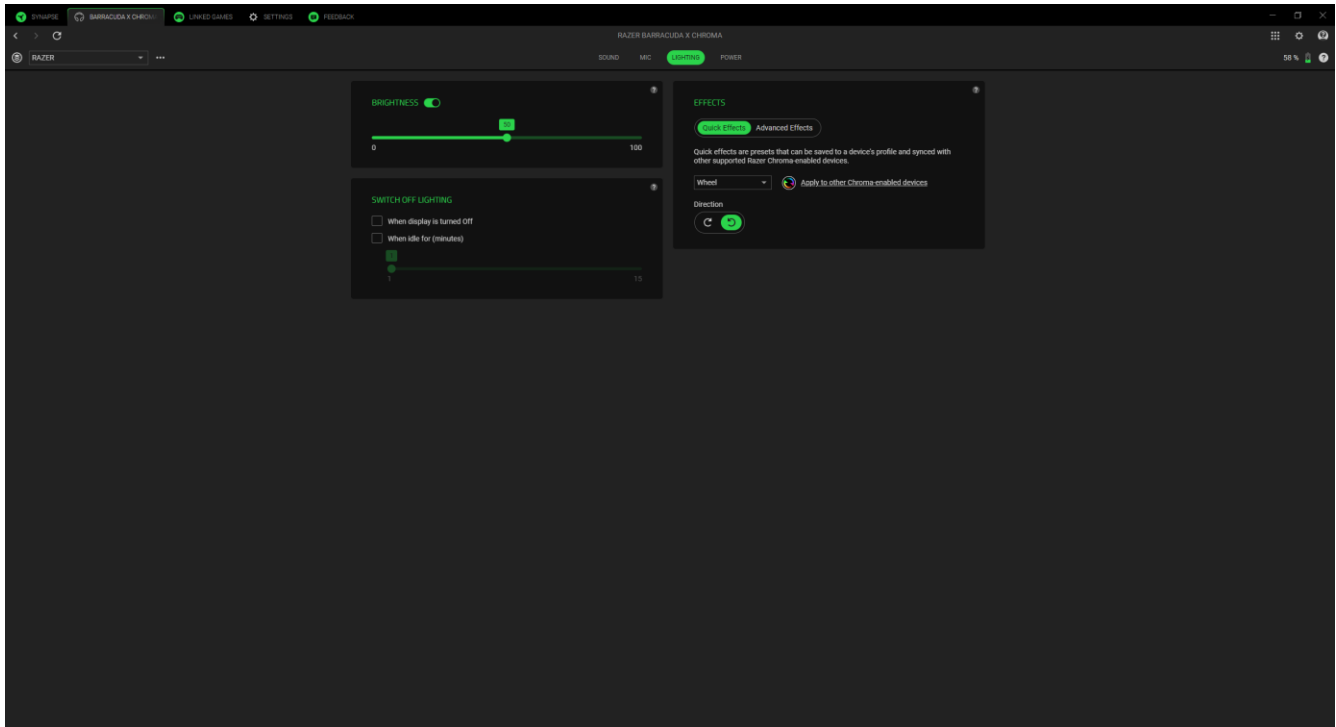 SYNAPSE
BARRACUDA X CHROMA
LINKED GAMES
SETTINGS
FEEDBACK
RAZER BARRACUDA X CHROMA
RAZER
SOUND
MIC
LIGHTING
POWER
58 %
BRIGHTNESS
50
0
100
SWITCH OFF LIGHTING
When display is turned Off
When idle for (minutes)
1
1
15
EFFECTS
Quick Effects
Advanced Effects
Quick effects are presets that can be saved to a device's profile and synced with
other supported Razer Chroma-enabled devices.
Wheel
Apply to other Chroma-enabled devices
Direction